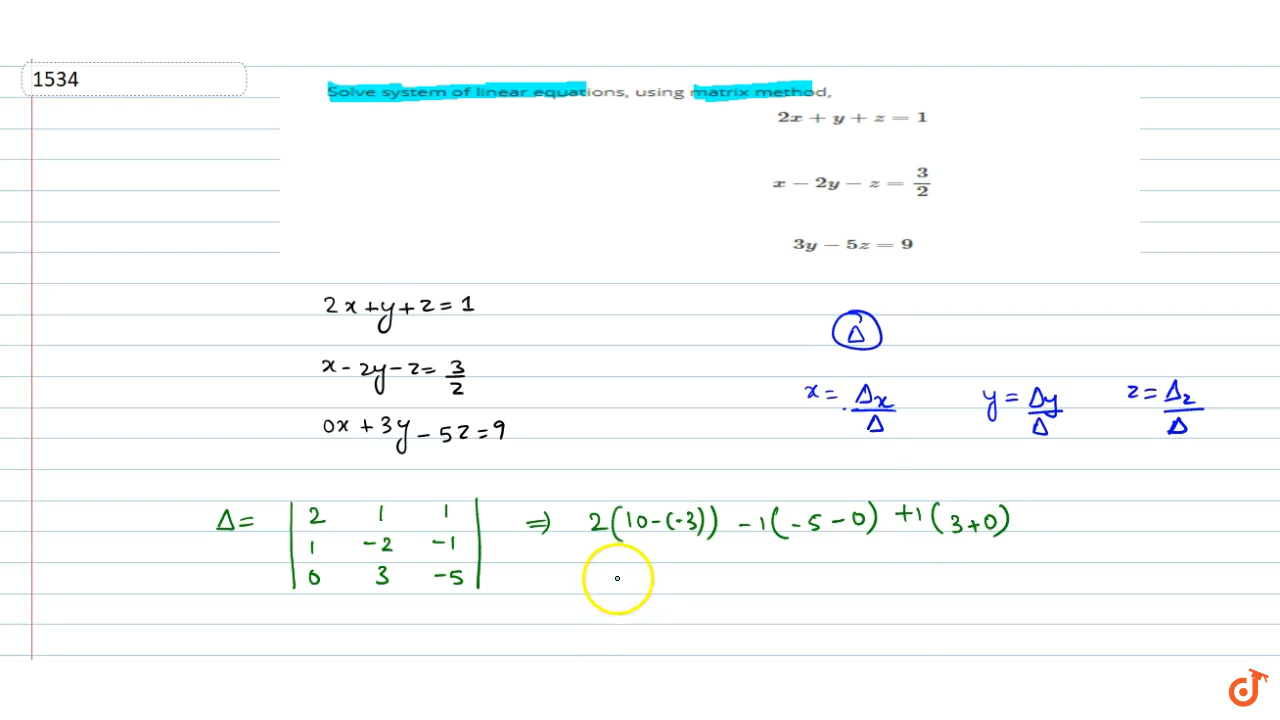 1534
Solve system of linear equations, using matrix method,
2x + y + z = 1
x − 2y − z = 3/2
3y − 5z = 9
2x+y+z=1
x-2y-z=3/2
0x+3y-5z=9
Δ
x=Δx/Δ y=Δy/Δ z=Δz/Δ
Δ= | 2 1 1 | ⇒ 2(10-(-3)) -1(-5-0) +1(3+0)
| 1 -2 -1 |
| 0 3 -5 |